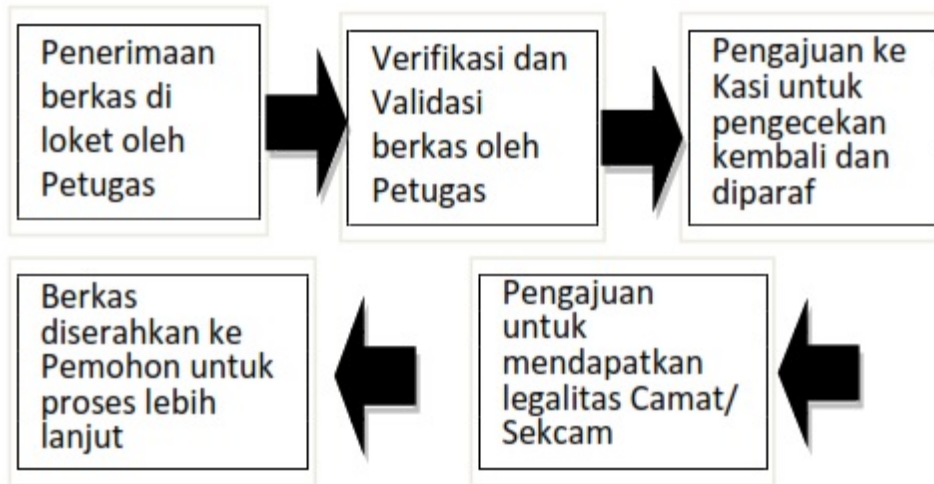 Penerimaan
berkas di
loket oleh
Petugas
Verifikasi dan
Validasi
berkas oleh
Petugas
Pengajuan ke
Kasi untuk
pengecekan
kembali dan
diparaf
Pengajuan
untuk
mendapatkan
legalitas Camat/
Sekcam
Berkas
diserahkan ke
Pemohon untuk
proses lebih
lanjut